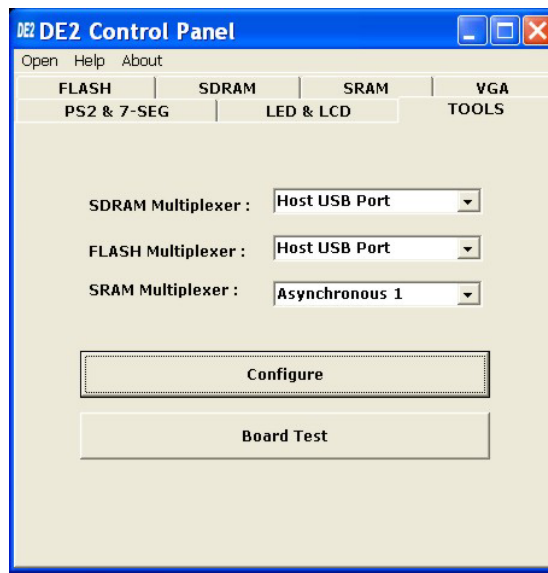 DE2 DE2 Control Panel
Open Help About
FLASH SDRAM SRAM VGA
PS2 & 7-SEG LED & LCD TOOLS
SDRAM Multiplexer : Host USB Port
FLASH Multiplexer : Host USB Port
SRAM Multiplexer : Asynchronous 1
Configure
Board Test